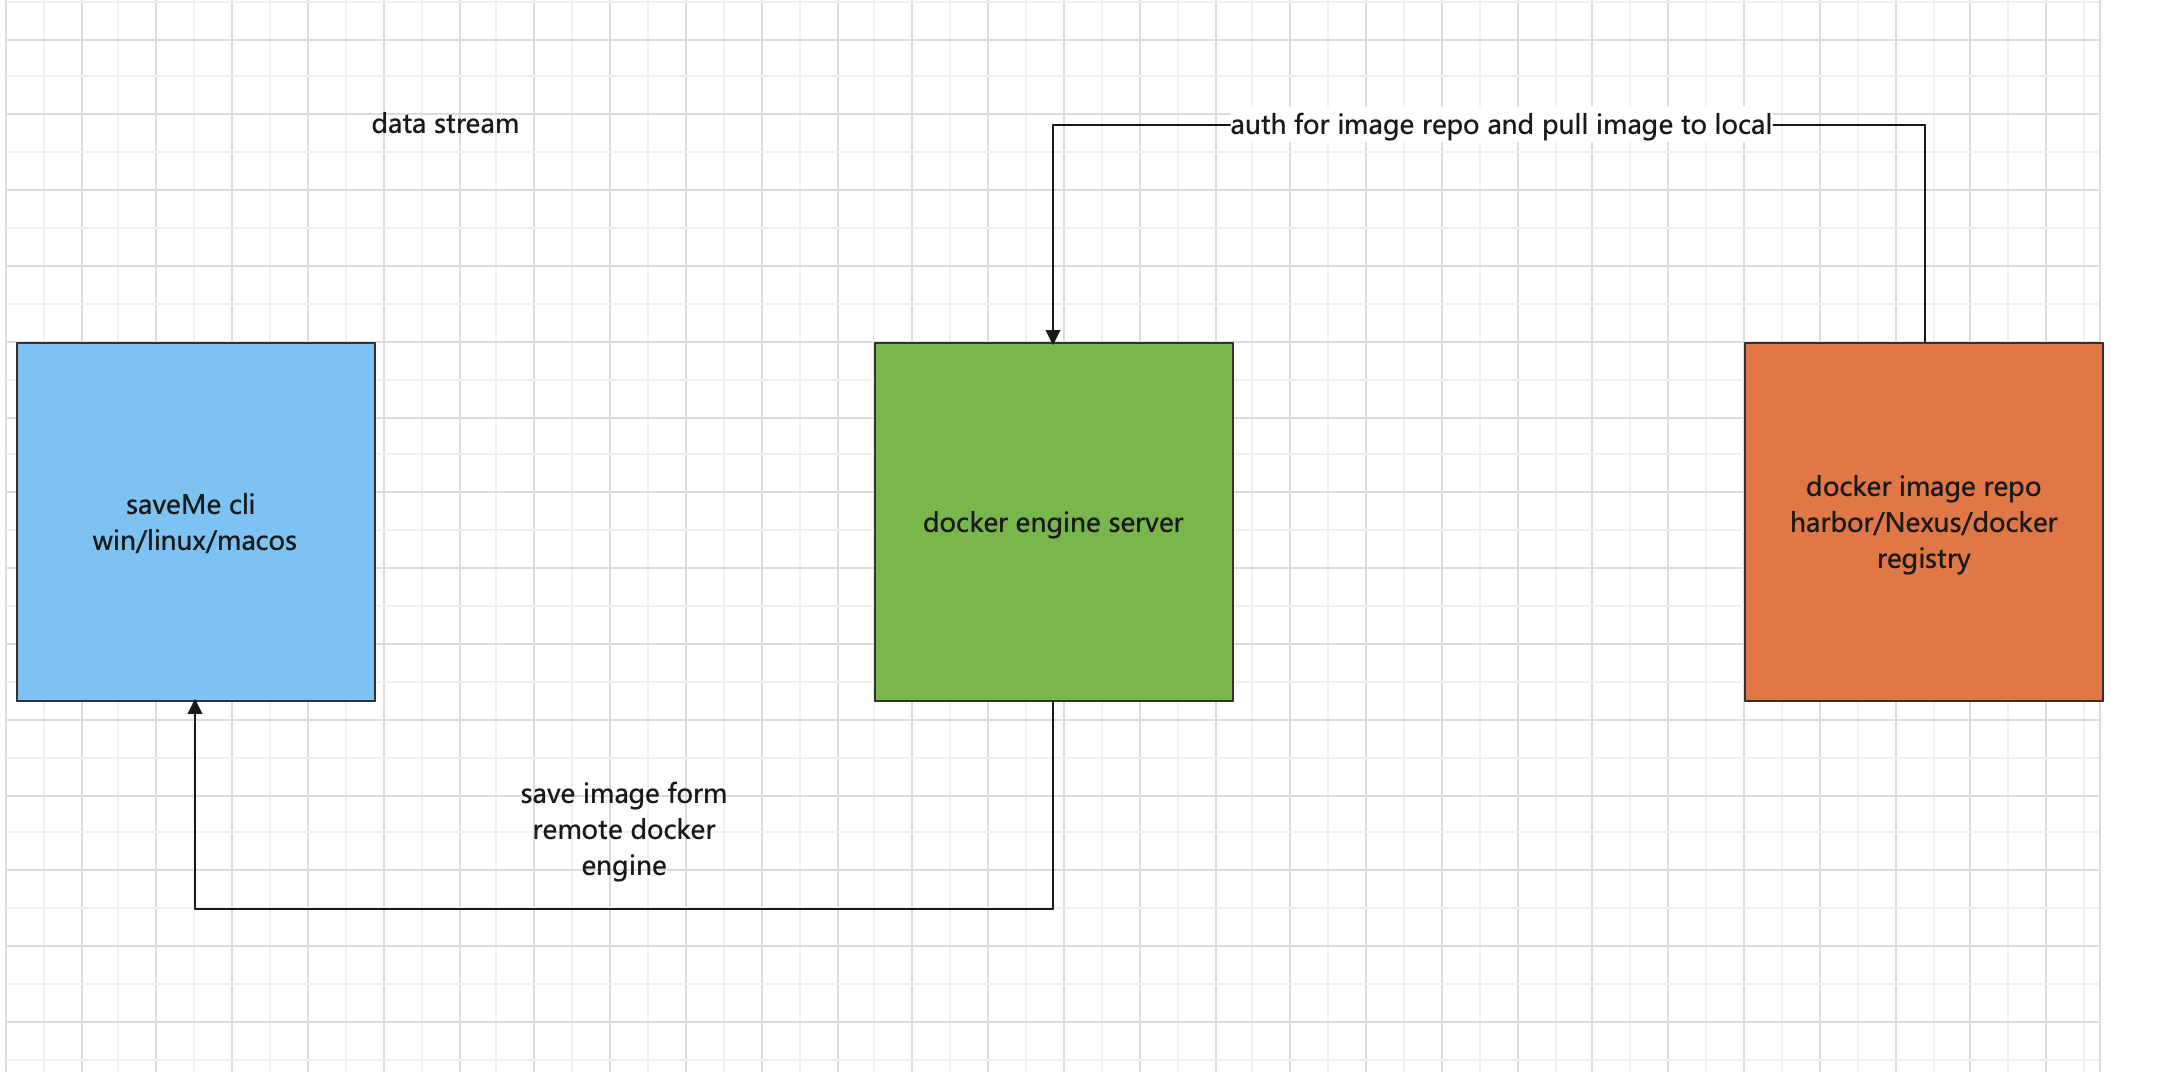 data stream
auth for image repo and pull image to local
saveMe cli
win/linux/macos
docker engine server
docker image repo
harbor/Nexus/docker
registry
save image form
remote docker
engine